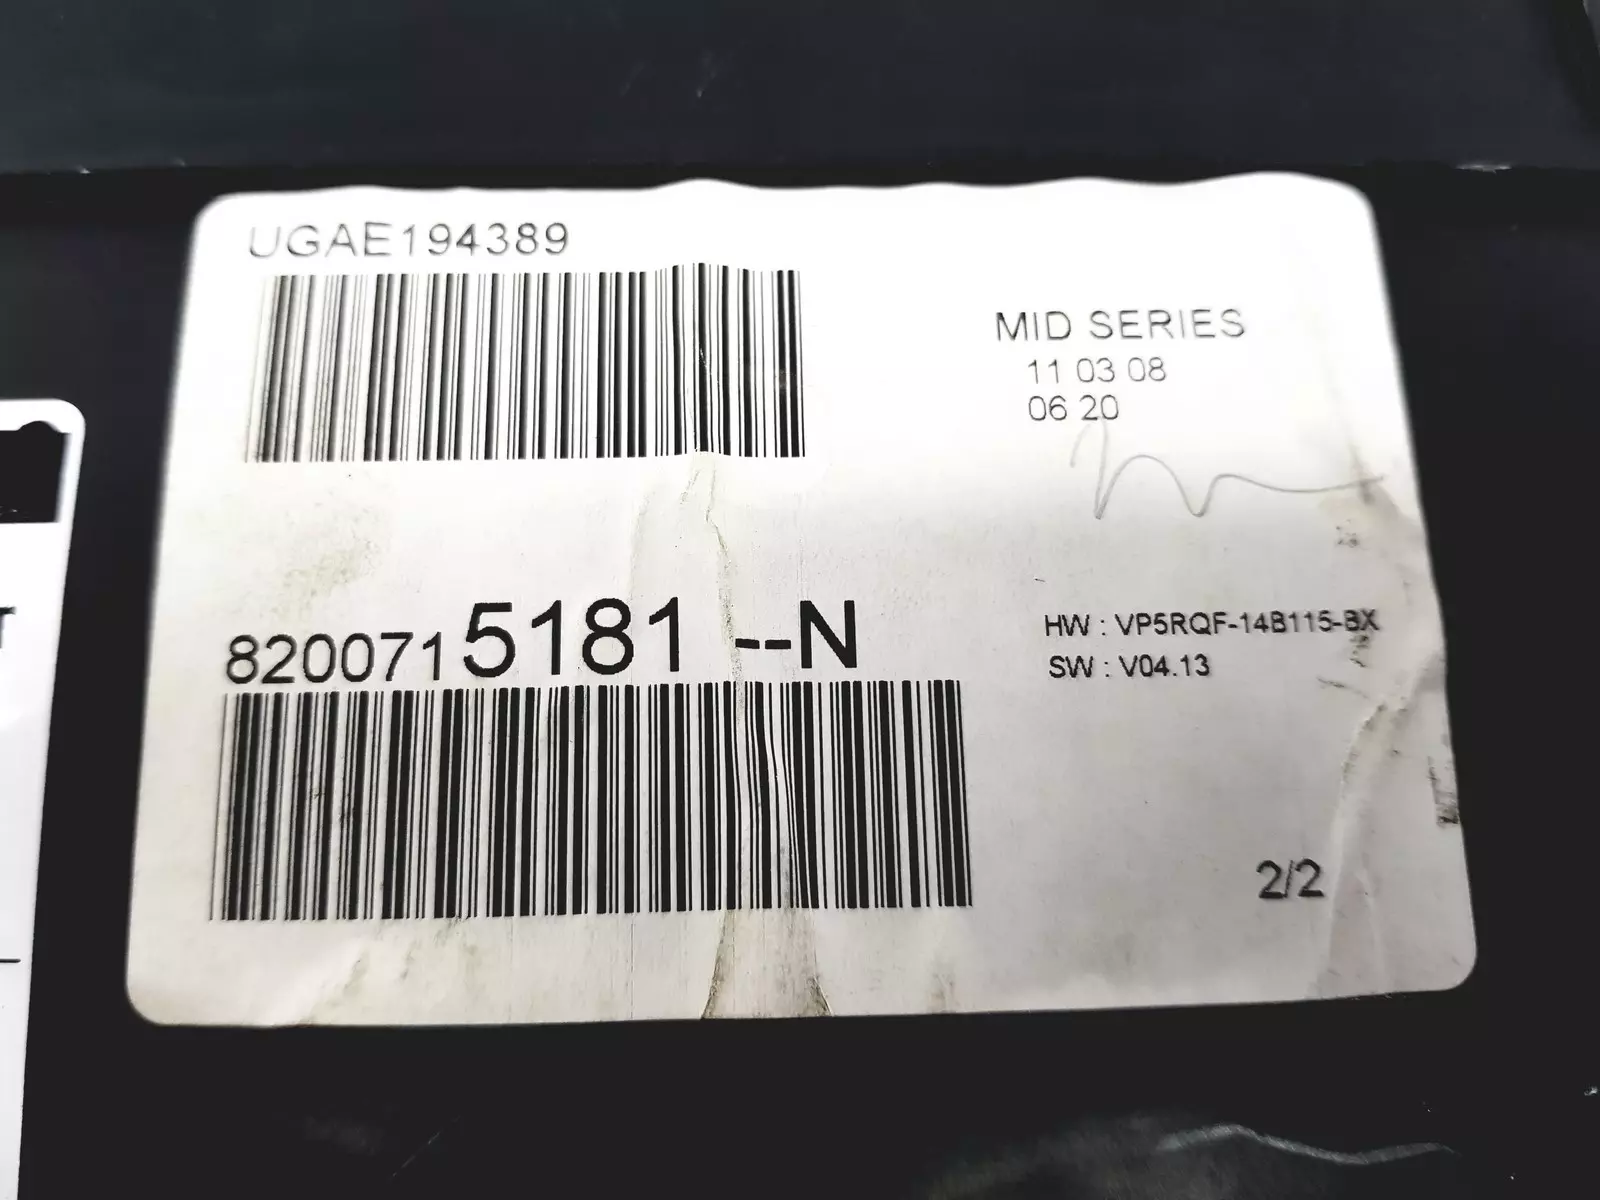 UGAE194389
MID SERIES
11 03 08
06 20
8200715181--N
HW : VP5RQF-14B115-BX
SW : V04.13
2/2
T